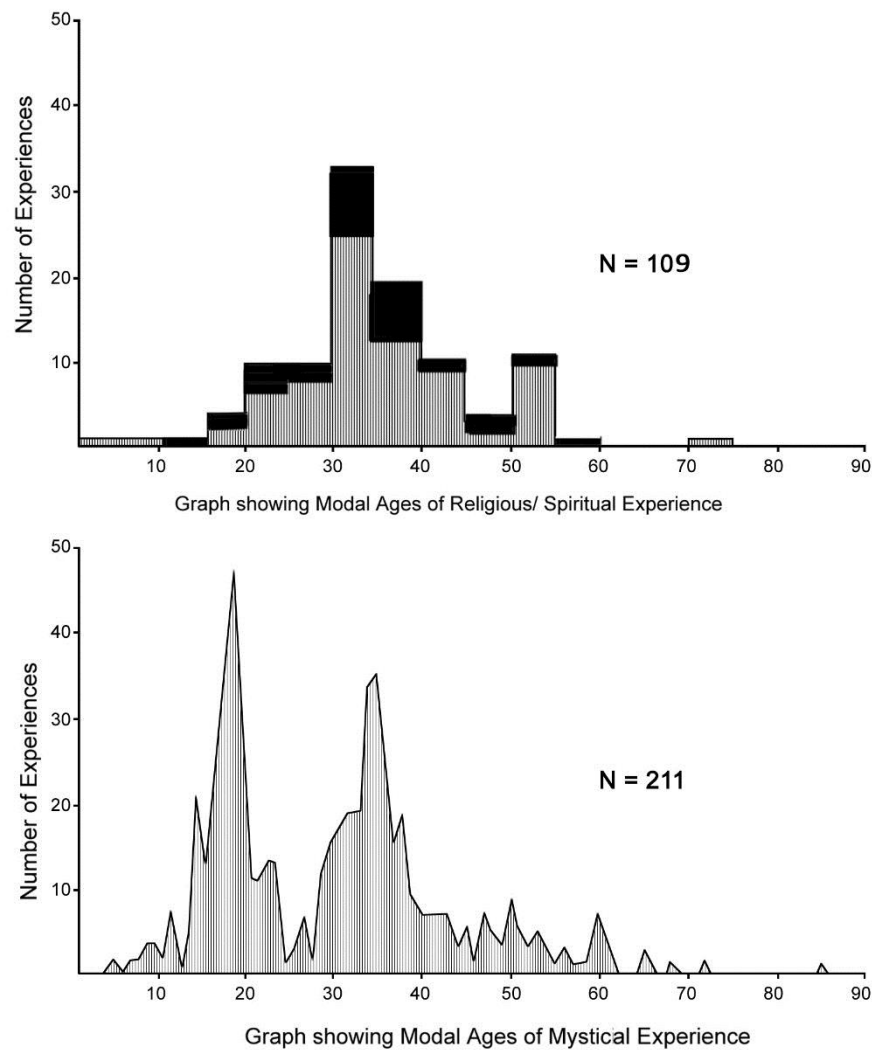 50
40
30
20
10
Number of Experiences
N = 109
10 20 30 40 50 60 70 80 90
Graph showing Modal Ages of Religious/ Spiritual Experience
50
40
30
20
10
Number of Experiences
N = 211
10 20 30 40 50 60 70 80 90
Graph showing Modal Ages of Mystical Experience